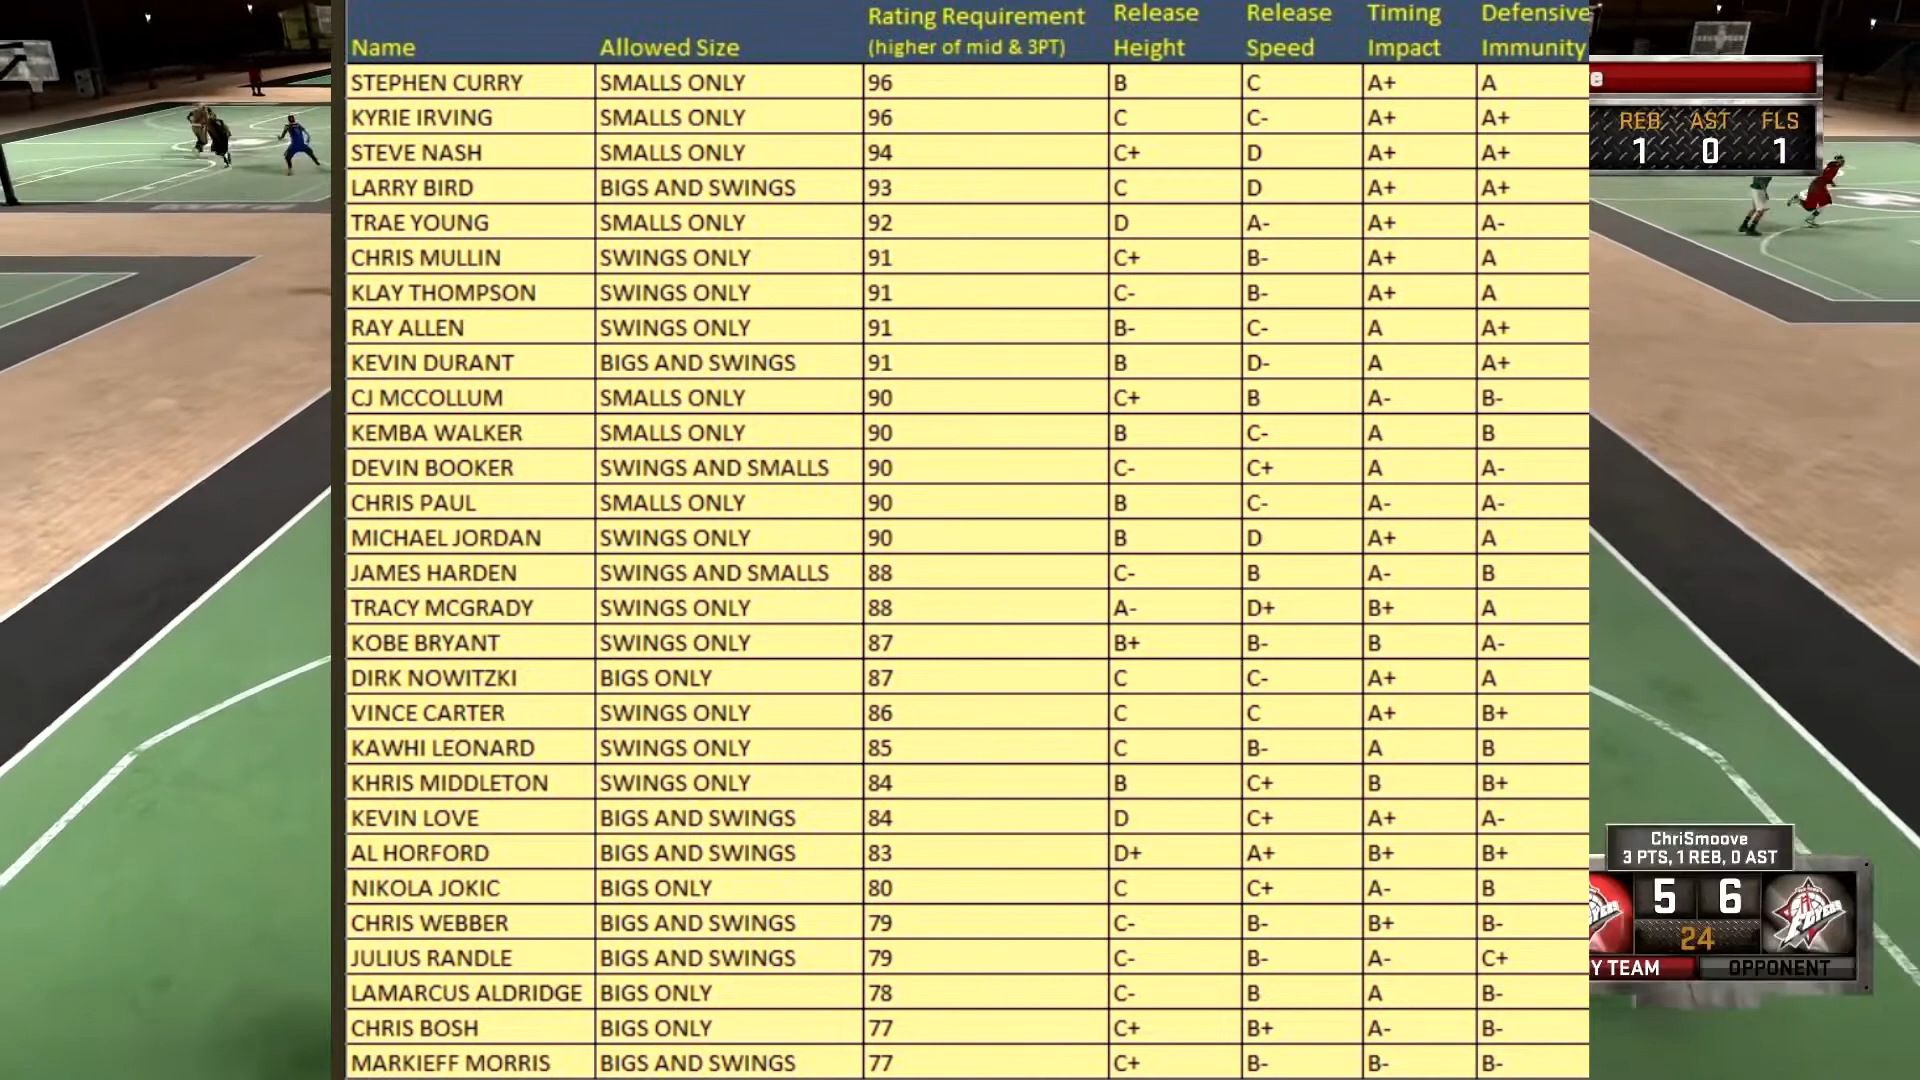 Name Allowed Size Rating Requirement (higher of mid & 3PT) Release Height Release Speed Timing Impact Defensive Immunity
STEPHEN CURRY SMALLS ONLY 96 B C A+ A
KYRIE IRVING SMALLS ONLY 96 C C- A+ A+
STEVE NASH SMALLS ONLY 94 C+ D A+ A+
LARRY BIRD BIGS AND SWINGS 93 C D A+ A+
TRAE YOUNG SMALLS ONLY 92 D A- A+ A-
CHRIS MULLIN SWINGS ONLY 91 C+ B- A+ A
KLAY THOMPSON SWINGS ONLY 91 C- B- A+ A
RAY ALLEN SWINGS ONLY 91 B- C- A A+
KEVIN DURANT BIGS AND SWINGS 91 B D- A A+
CJ MCCOLLUM SMALLS ONLY 90 C+ B A- B-
KEMBA WALKER SMALLS ONLY 90 B C- A B
DEVIN BOOKER SWINGS AND SMALLS 90 C- C+ A A-
CHRIS PAUL SMALLS ONLY 90 B C- A- A-
MICHAEL JORDAN SWINGS ONLY 90 B D A+ A
JAMES HARDEN SWINGS AND SMALLS 88 C- B A- B
TRACY MCGRADY SWINGS ONLY 88 A- D+ B+ A
KOBE BRYANT SWINGS ONLY 87 B+ B- B A-
DIRK NOWITZKI BIGS ONLY 87 C C- A+ A
VINCE CARTER SWINGS ONLY 86 C C A+ B+
KAWHI LEONARD SWINGS ONLY 85 C B- A B
KHRIS MIDDLETON SWINGS ONLY 84 B C+ B B+
KEVIN LOVE BIGS AND SWINGS 84 D C+ A+ A-
AL HORFORD BIGS AND SWINGS 83 D+ A+ B+ B+
NIKOLA JOKIC BIGS ONLY 80 C C+ A- B
CHRIS WEBBER BIGS AND SWINGS 79 C- B- B+ B-
JULIUS RANDLE BIGS AND SWINGS 79 C- B- A- C+
LAMARCUS ALDRIDGE BIGS ONLY 78 C- B A B-
CHRIS BOSH BIGS ONLY 77 C+ B+ A- B-
MARKIEFF MORRIS BIGS AND SWINGS 77 C+ B- B- B-
e
REB AST FLS
1 0 1
ChriSmoove
3 PTS, 1 REB, 0 AST
5 6
24
Y TEAM OPPONENT